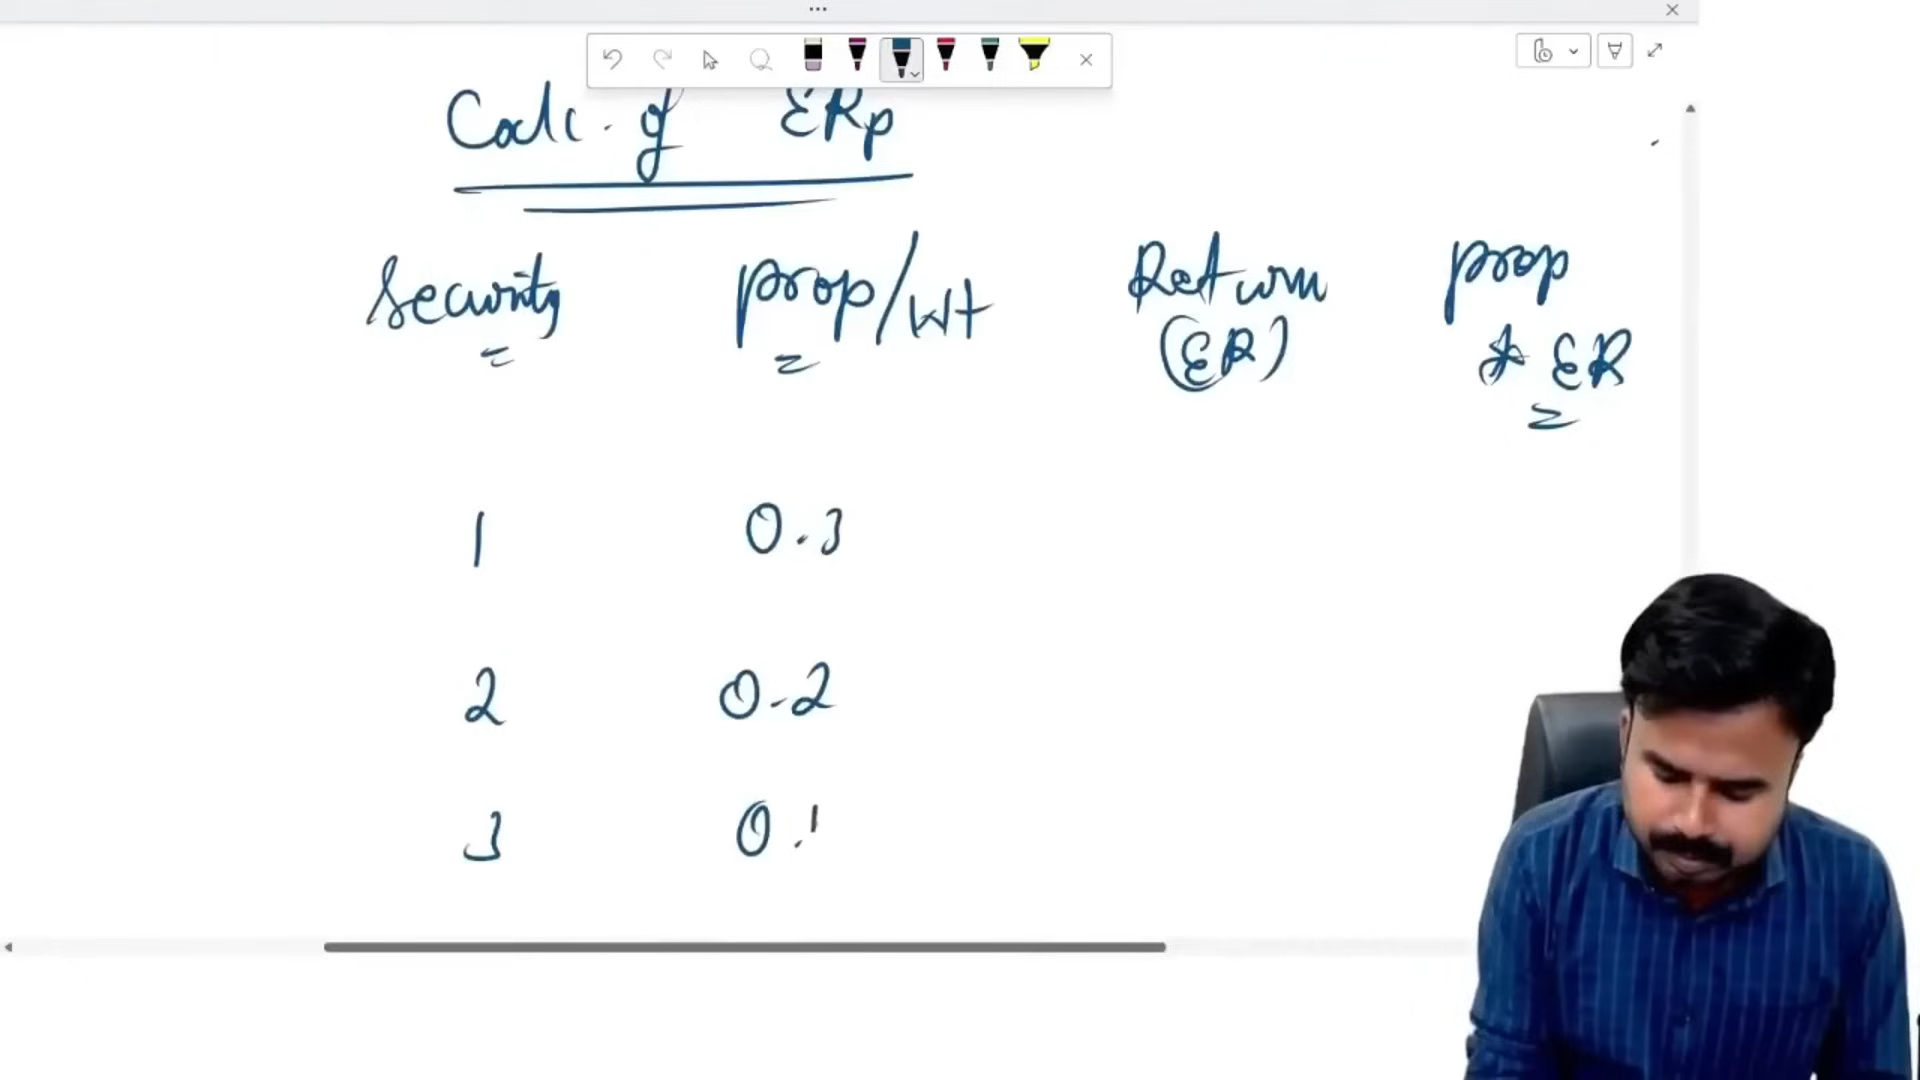 Calc. of ERp
Security prop/wt Return (ER) prop * ER
1 0.3
2 0.2
3 0.1